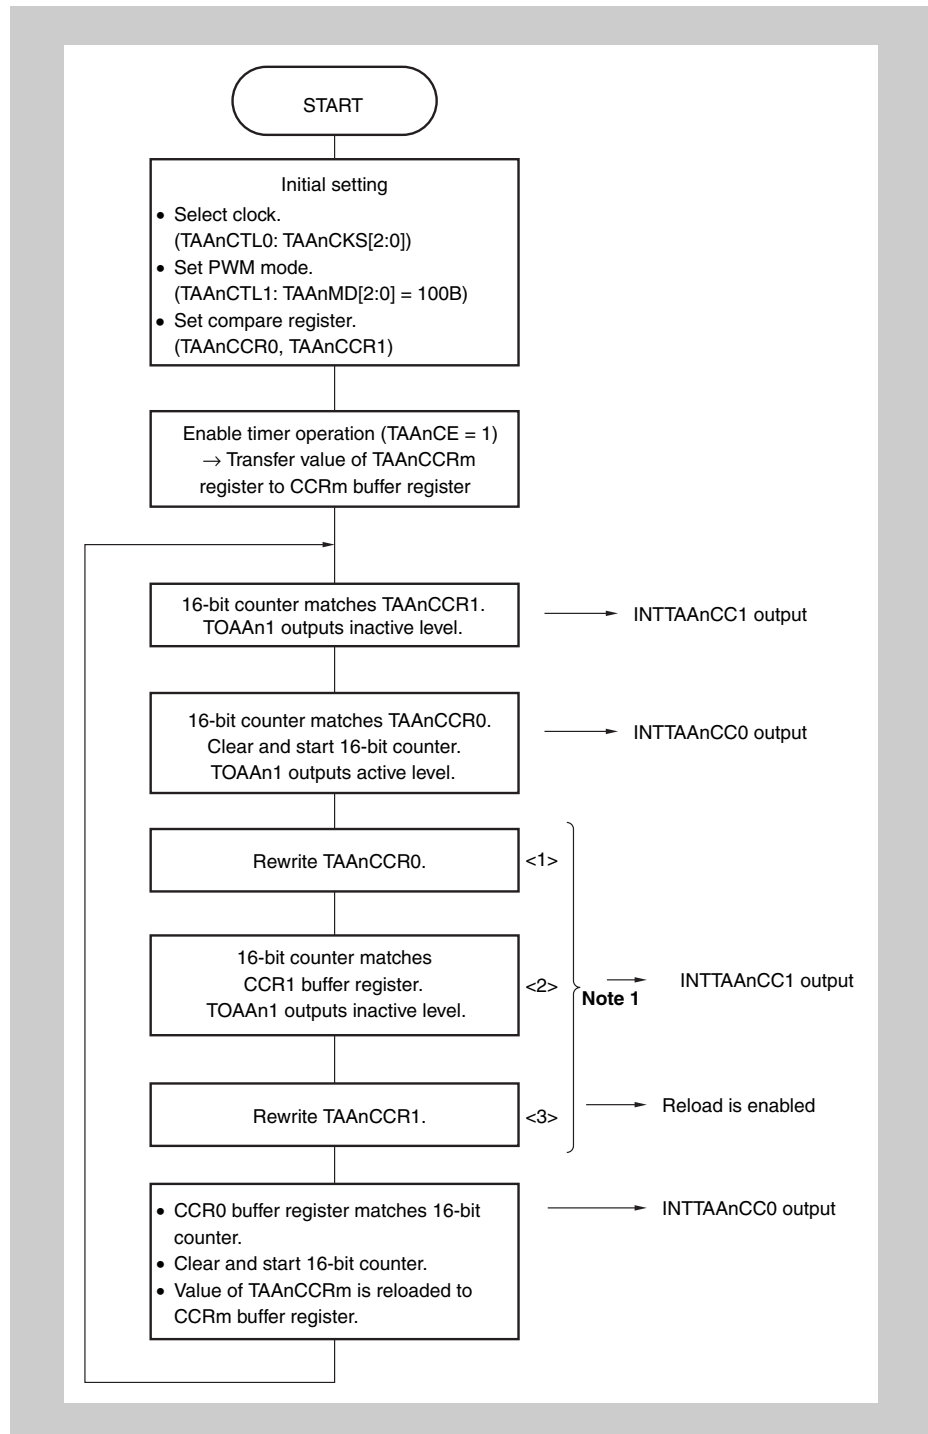 START
Initial setting
• Select clock.
(TAAnCTL0: TAAnCKS[2:0])
• Set PWM mode.
(TAAnCTL1: TAAnMD[2:0] = 100B)
• Set compare register.
(TAAnCCR0, TAAnCCR1)
Enable timer operation (TAAnCE = 1)
→ Transfer value of TAAnCCRm
register to CCRm buffer register
16-bit counter matches TAAnCCR1.
TOAAn1 outputs inactive level.
INTTAAnCC1 output
16-bit counter matches TAAnCCR0.
Clear and start 16-bit counter.
TOAAn1 outputs active level.
INTTAAnCC0 output
Rewrite TAAnCCR0.
<1>
16-bit counter matches
CCR1 buffer register.
TOAAn1 outputs inactive level.
<2>
Note 1
INTTAAnCC1 output
Rewrite TAAnCCR1.
<3>
Reload is enabled
• CCR0 buffer register matches 16-bit
counter.
• Clear and start 16-bit counter.
• Value of TAAnCCRm is reloaded to
CCRm buffer register.
INTTAAnCC0 output